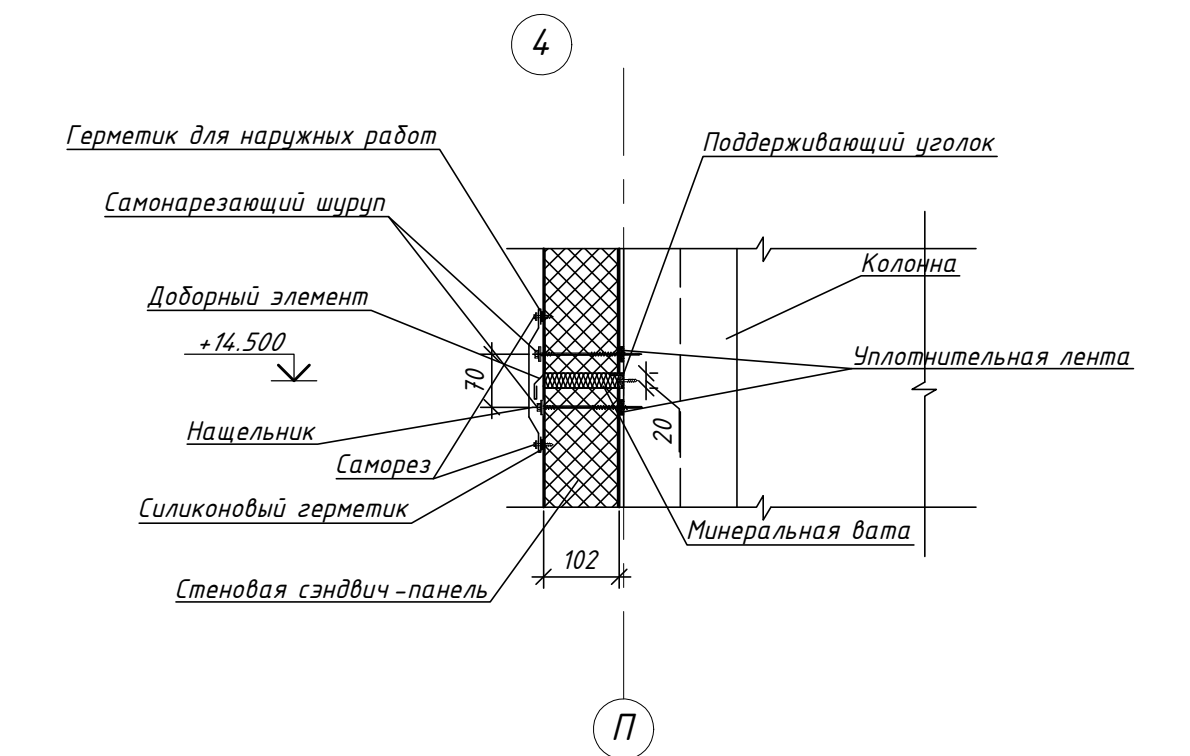 4
Герметик для наружных работ
Поддерживающий уголок
Самонарезающий шуруп
Колонна
Доборный элемент
+14.500
Уплотнительная лента
70
20
Нащельник
Саморез
Силиконовый герметик
Минеральная вата
102
Стеновая сэндвич-панель
П